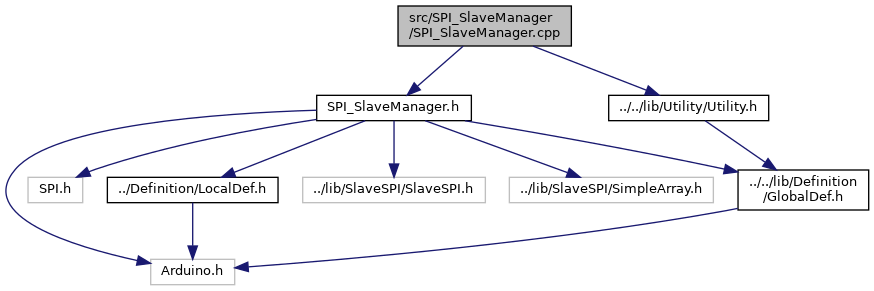 src/SPI_SlaveManager
/SPI_SlaveManager.cpp
SPI_SlaveManager.h
../../lib/Utility/Utility.h
SPI.h
../Definition/LocalDef.h
../lib/SlaveSPI/SlaveSPI.h
../lib/SlaveSPI/SimpleArray.h
../../lib/Definition
/GlobalDef.h
Arduino.h